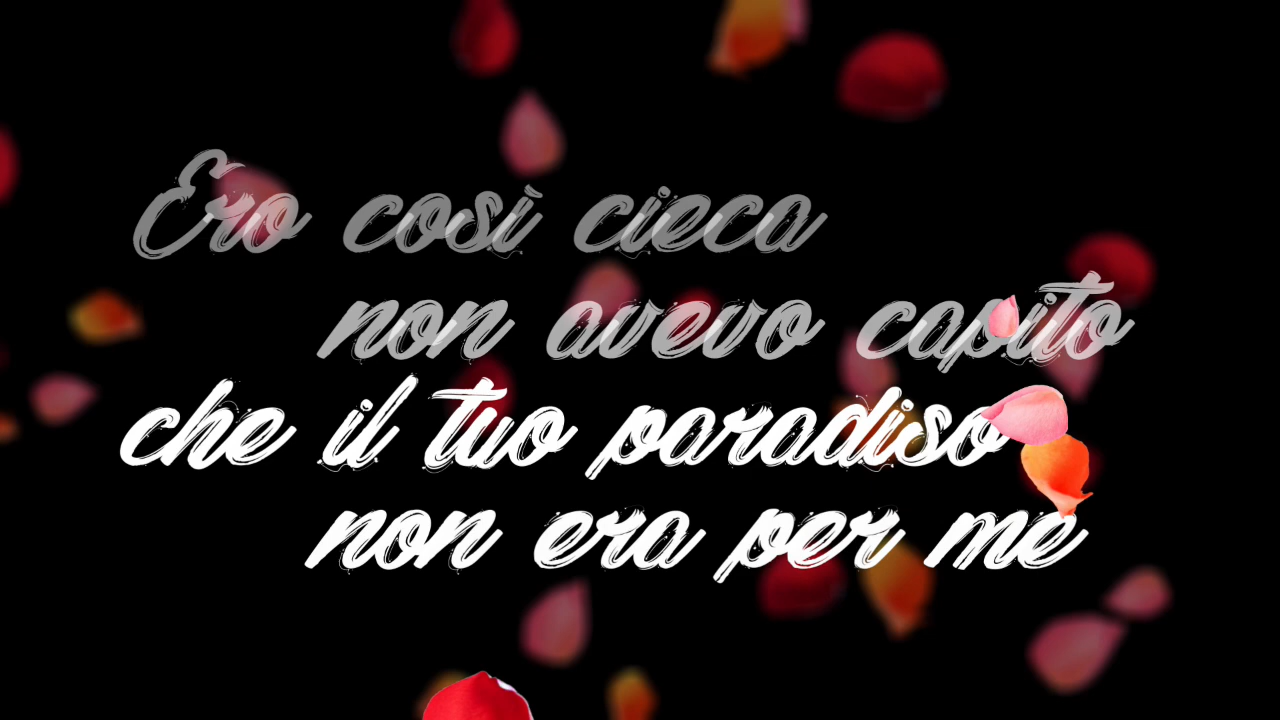 Ero così cieca
non avevo capito
che il tuo paradiso
non era per me